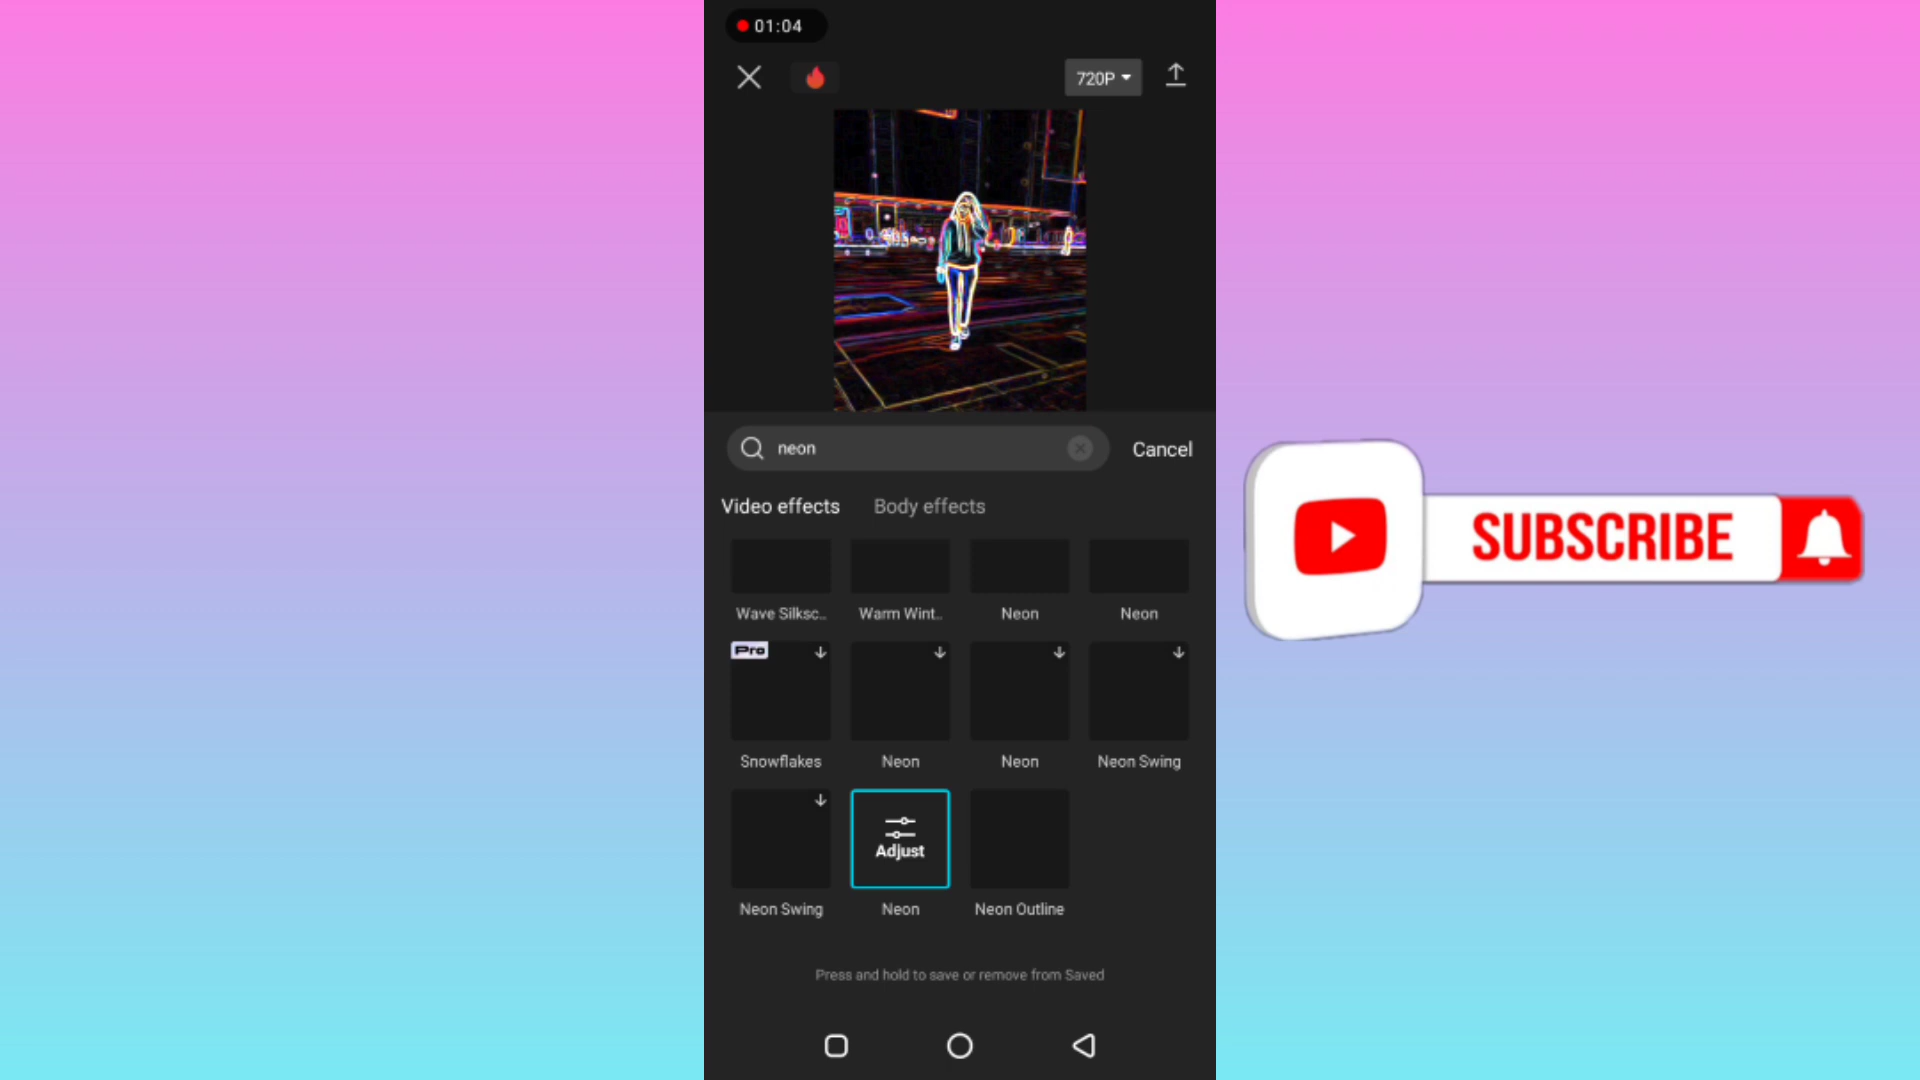 01:04
720P
neon
Cancel
Video effects
Body effects
Wave Silksc..
Warm Wint..
Neon
Neon
Pro
Snowflakes
Neon
Neon
Neon Swing
Adjust
Neon Swing
Neon
Neon Outline
Press and hold to save or remove from Saved
SUBSCRIBE